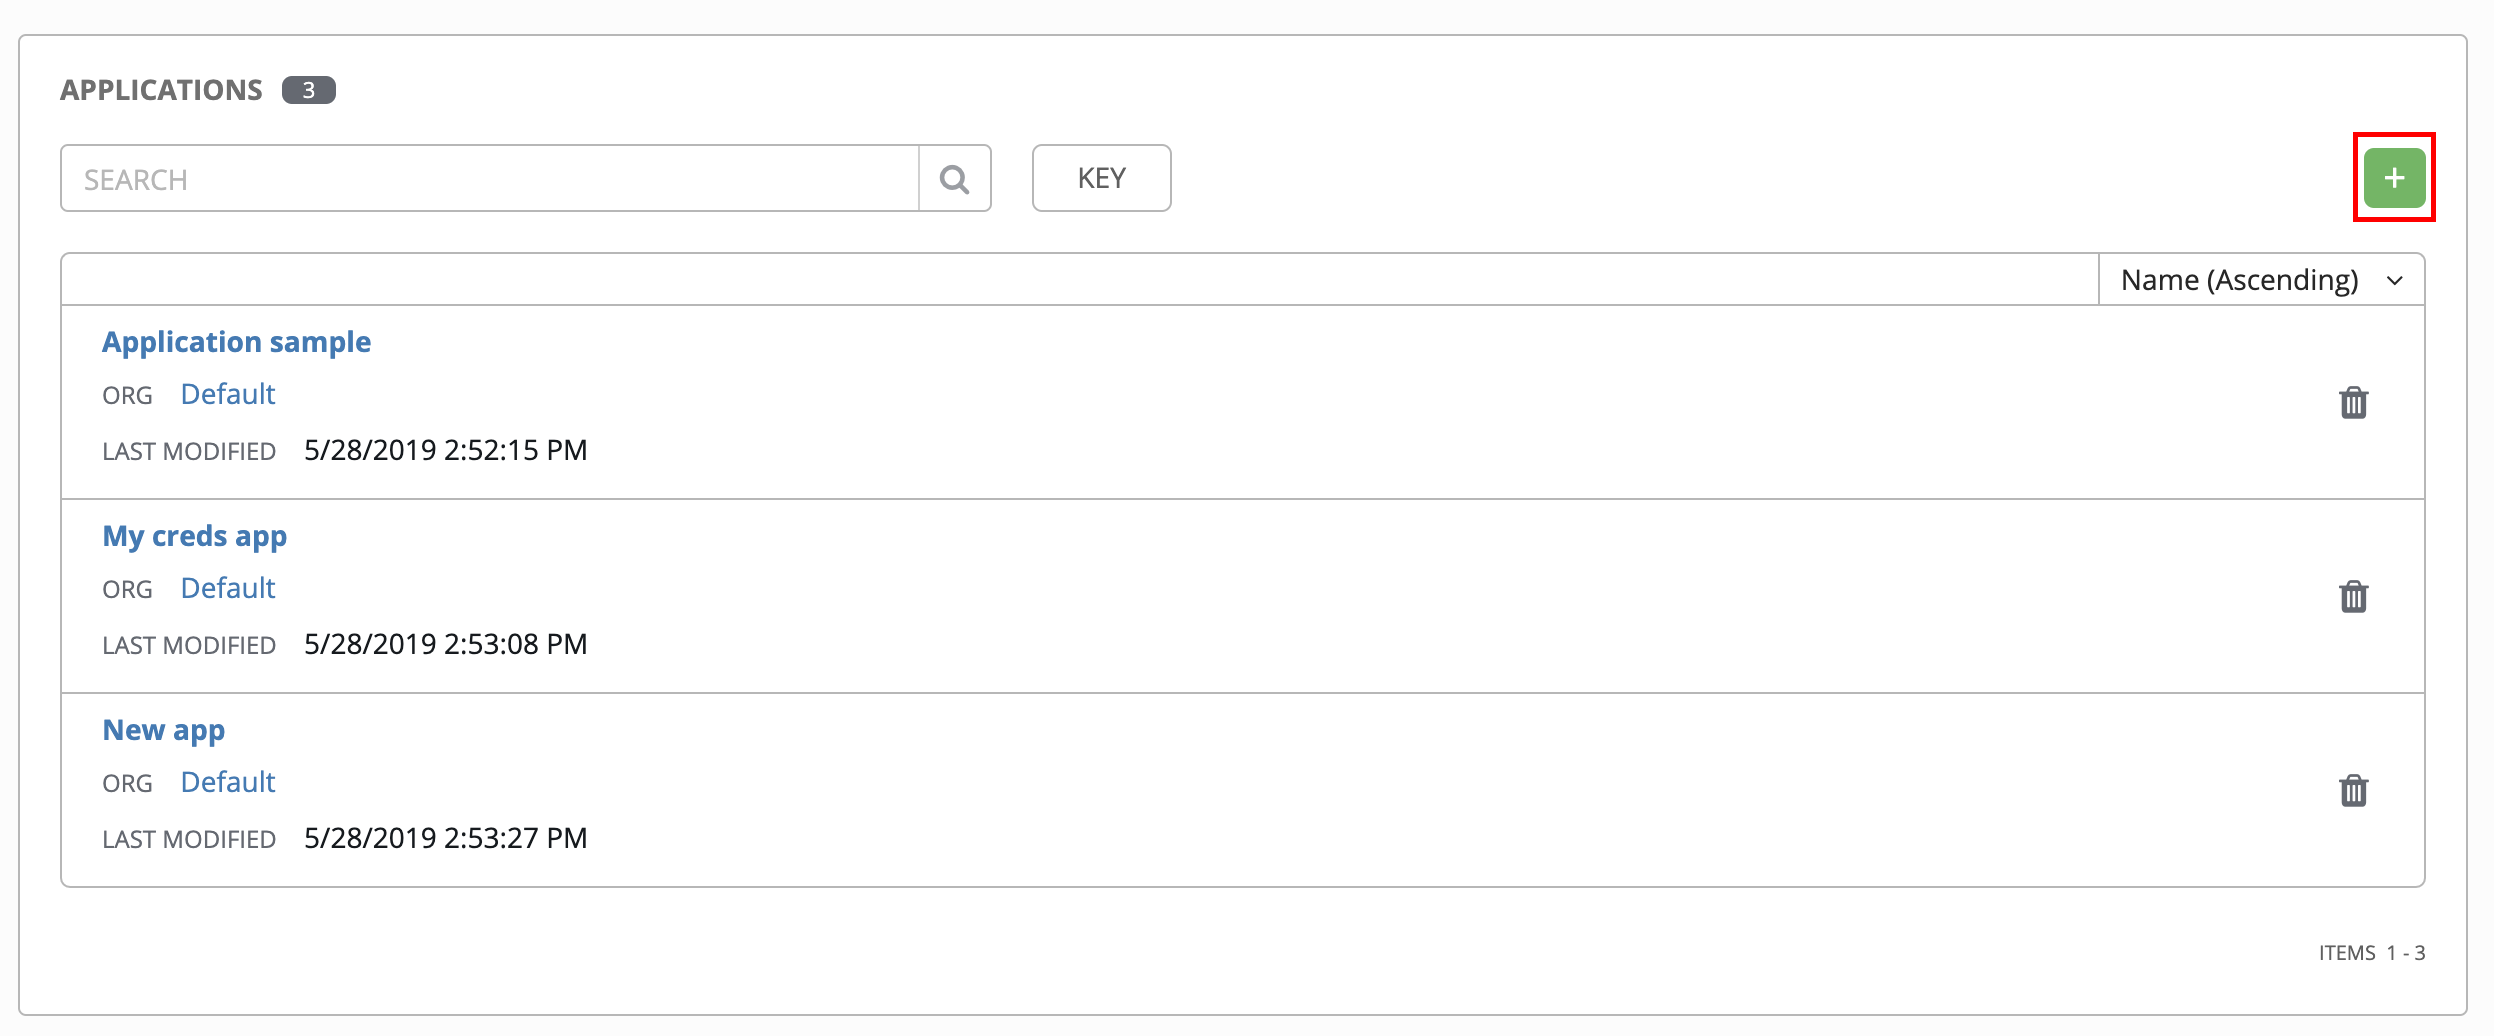 APPLICATIONS 3
SEARCH KEY +
Name (Ascending)
Application sample
ORG Default
LAST MODIFIED 5/28/2019 2:52:15 PM
My creds app
ORG Default
LAST MODIFIED 5/28/2019 2:53:08 PM
New app
ORG Default
LAST MODIFIED 5/28/2019 2:53:27 PM
ITEMS 1 - 3